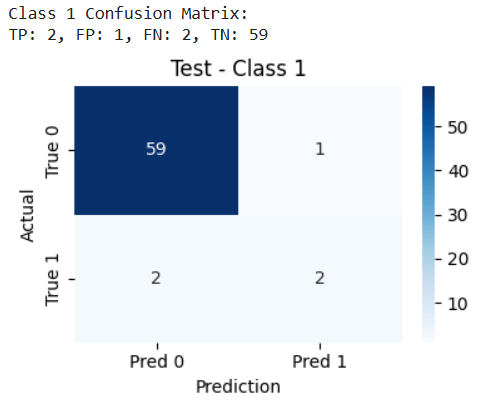 Class 1 Confusion Matrix:
TP: 2, FP: 1, FN: 2, TN: 59
Test - Class 1
Actual
True 0
59
1
True 1
2
2
Pred 0
Pred 1
Prediction
50
40
30
20
10